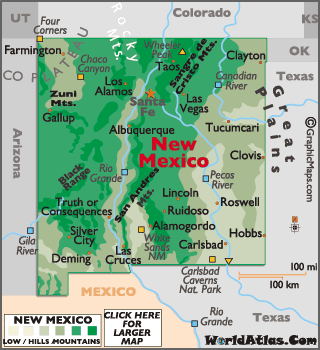 UT
Colorado
KS
Four
Corners
Farmington
Rocky
Mts.
Wheeler
Peak
Taos
Sangre de
Cristo Mts.
Clayton
OK
CO PLATEAU
Chaco
Canyon
Los
Alamos
Canadian
River
Texas
Zuni
Mts.
Santa
Fe
Las
Vegas
Great
Plains
Gallup
Albuquerque
Tucumcari
©GraphicMaps.com
Arizona
New
Mexico
Clovis
Black
Range
Rio
Grande
Pecos
River
San Andres
Mts.
Truth or
Consequences
Lincoln
Roswell
Ruidoso
Silver
City
Alamogordo
Hobbs
Gila
River
White
Sands
NM
Carlsbad
Deming
Las
Cruces
Carlsbad
Caverns
Nat. Park
100 mi
100 km
MEXICO
Rio
Grande
Texas
NEW MEXICO
LOW / HILLS / MOUNTAINS
CLICK HERE
FOR
LARGER
MAP
WorldAtlas.Com